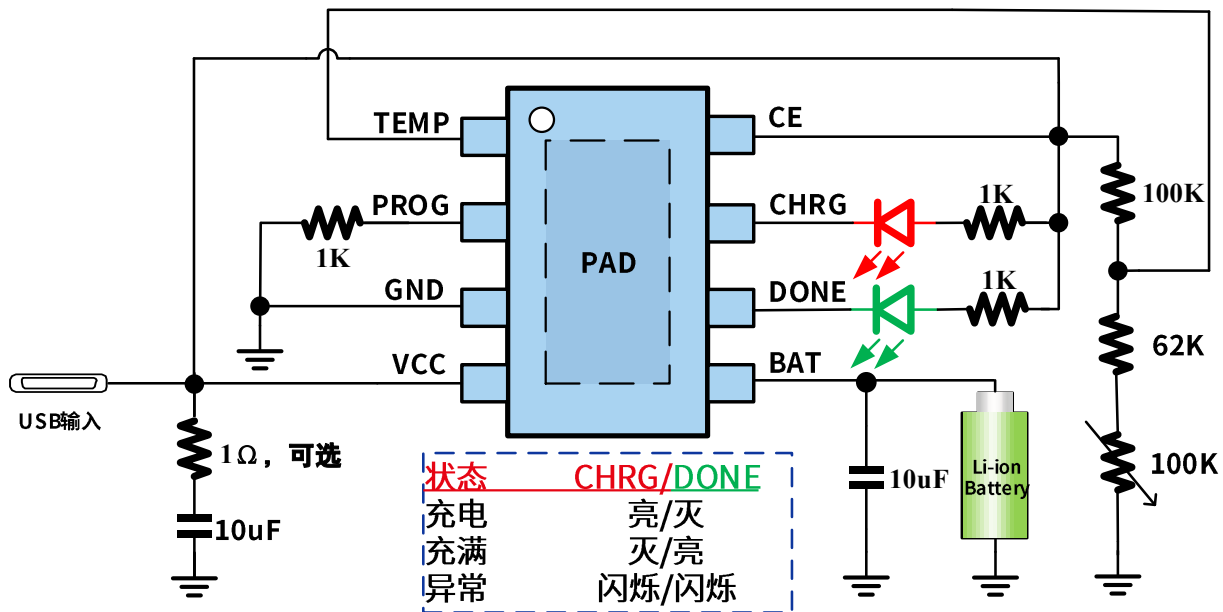 TEMP
CE
PROG
CHRG
1K
100K
1K
PAD
GND
DONE
1K
62K
VCC
BAT
USB输入
1Ω，可选
10uF
10uF
Li-ion
Battery
100K
状态 CHRG/DONE
充电 亮/灭
充满 灭/亮
异常 闪烁/闪烁